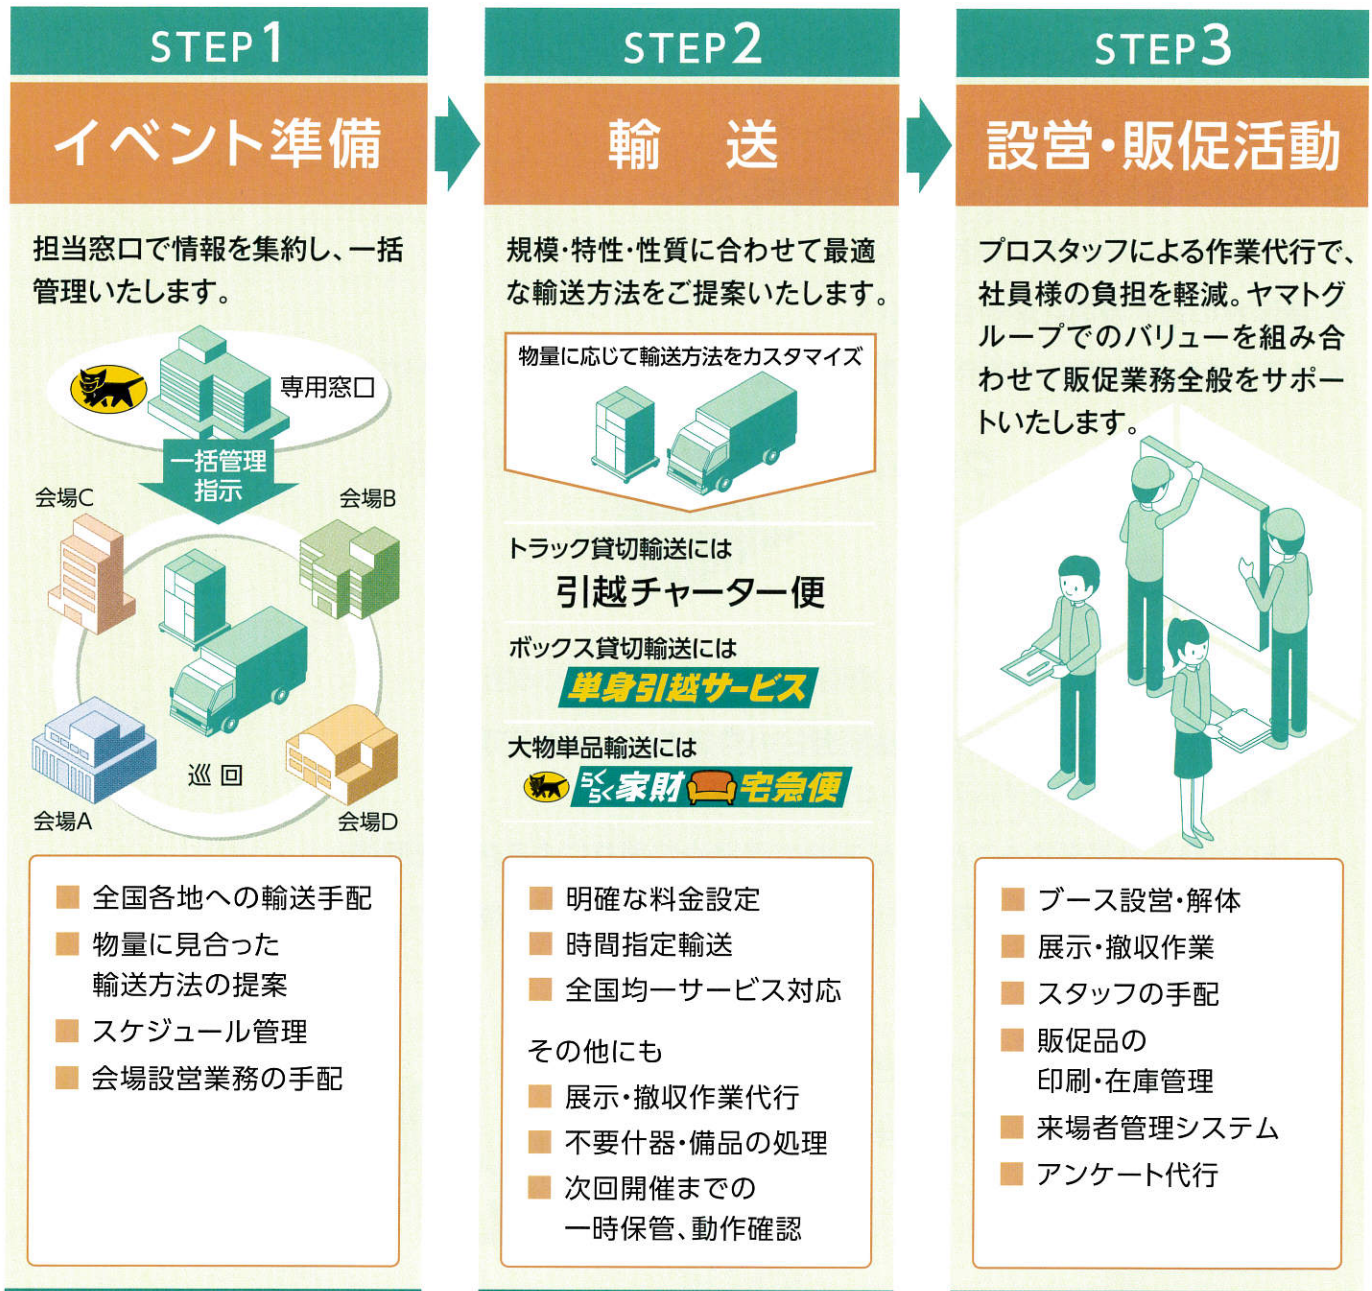 STEP1
イベント準備
担当窓口で情報を集約し、一括
管理いたします。
専用窓口
一括管理
指示
会場C
会場B
巡回
会場A
会場D
全国各地への輸送手配
物量に見合った
輸送方法の提案
スケジュール管理
会場設営業務の手配
STEP2
輸 送
規模・特性・性質に合わせて最適
な輸送方法をご提案いたします。
物量に応じて輸送方法をカスタマイズ
トラック貸切輸送には
引越チャーター便
ボックス貸切輸送には
単身引越サービス
大物単品輸送には
らくらく家財宅急便
明確な料金設定
時間指定輸送
全国均一サービス対応
その他にも
展示・撤収作業代行
不要什器・備品の処理
次回開催までの
一時保管、動作確認
STEP3
設営・販促活動
プロスタッフによる作業代行で、
社員様の負担を軽減。ヤマトグ
ループでのバリューを組み合
わせて販促業務全般をサポー
トいたします。
ブース設営・解体
展示・撤収作業
スタッフの手配
販促品の
印刷・在庫管理
来場者管理システム
アンケート代行